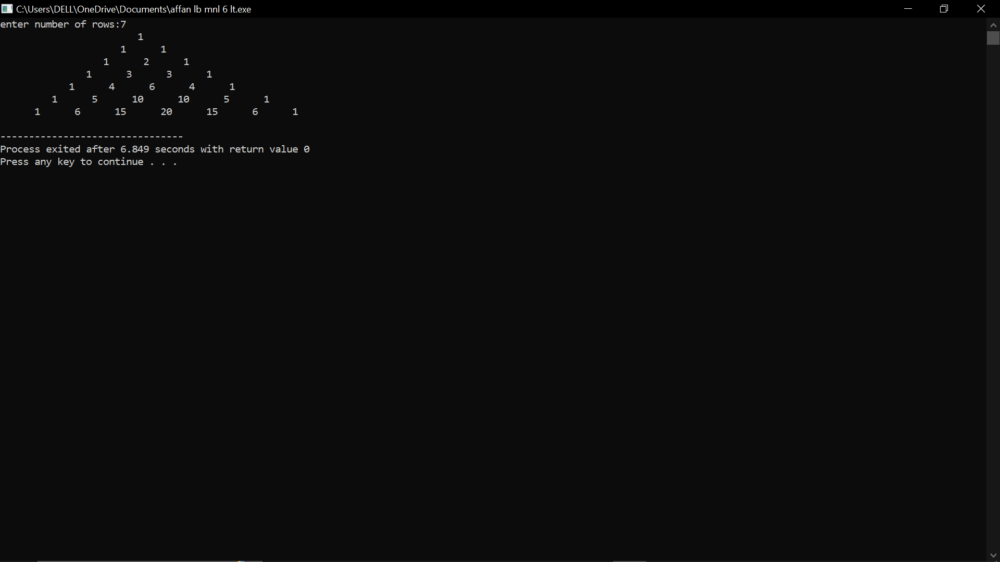 C:\Users\DELL\OneDrive\Documents\affan lb mnl 6 lt.exe
enter number of rows:7
                        1
                     1      1
                  1      2      1
               1      3      3      1
            1      4      6      4      1
         1      5      10      10      5      1
      1      6      15      20      15      6      1
--------------------------------
Process exited after 6.849 seconds with return value 0
Press any key to continue . . .